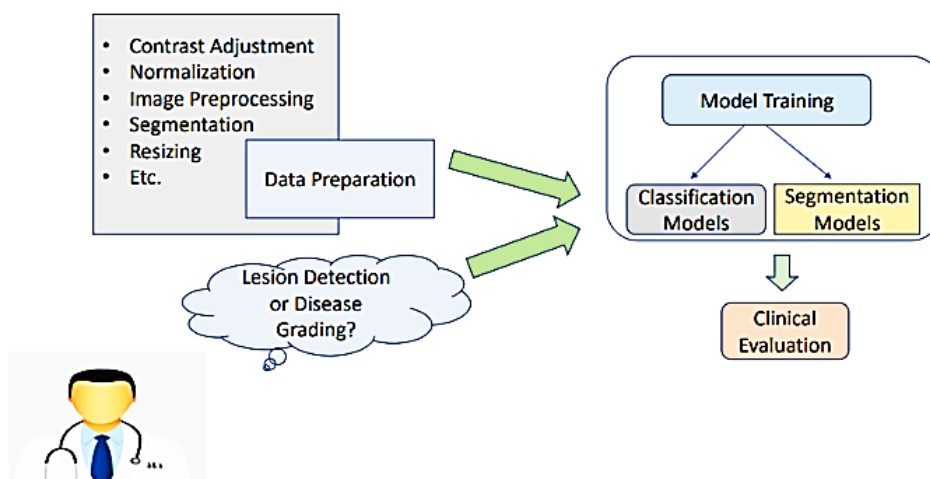 • Contrast Adjustment
• Normalization
• Image Preprocessing
• Segmentation
• Resizing
• Etc.
Data Preparation
Lesion Detection
or Disease
Grading?
Model Training
Classification
Models
Segmentation
Models
Clinical
Evaluation